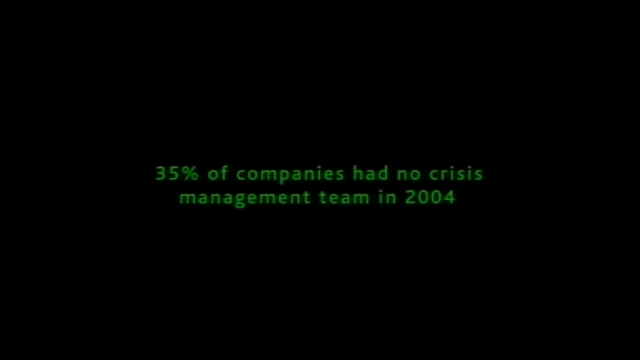 35% of companies had no crisis
management team in 2004